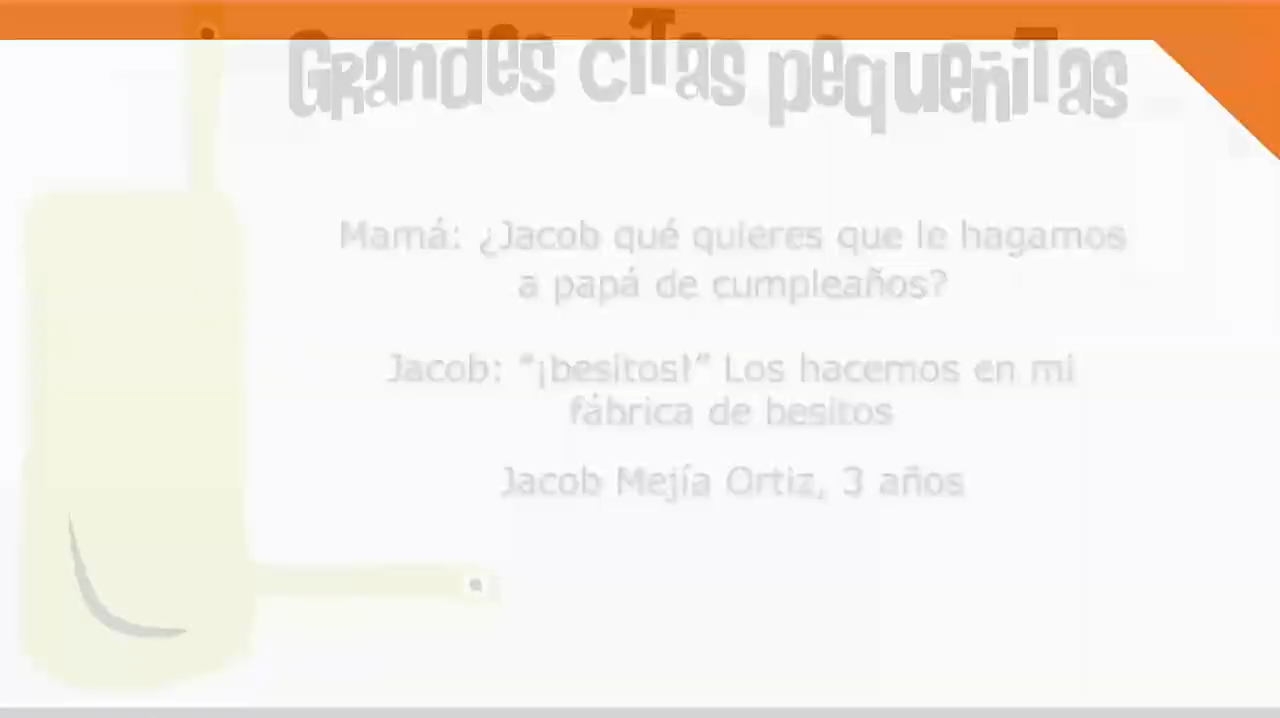 Grandes citas pequeñitas
Mamá: ¿Jacob qué quieres que le hagamos
a papá de cumpleaños?
Jacob: “¡besitos!” Los hacemos en mi
fábrica de besitos
Jacob Mejía Ortiz, 3 años